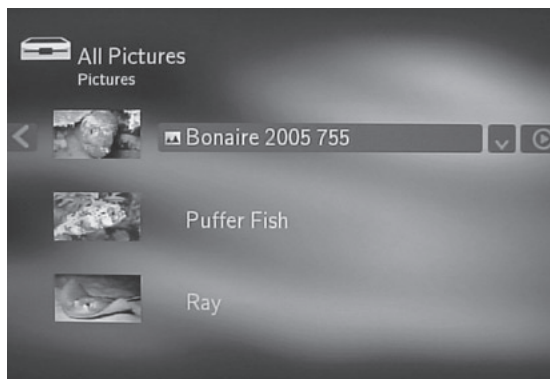 All Pictures
Pictures
Bonaire 2005 755
Puffer Fish
Ray